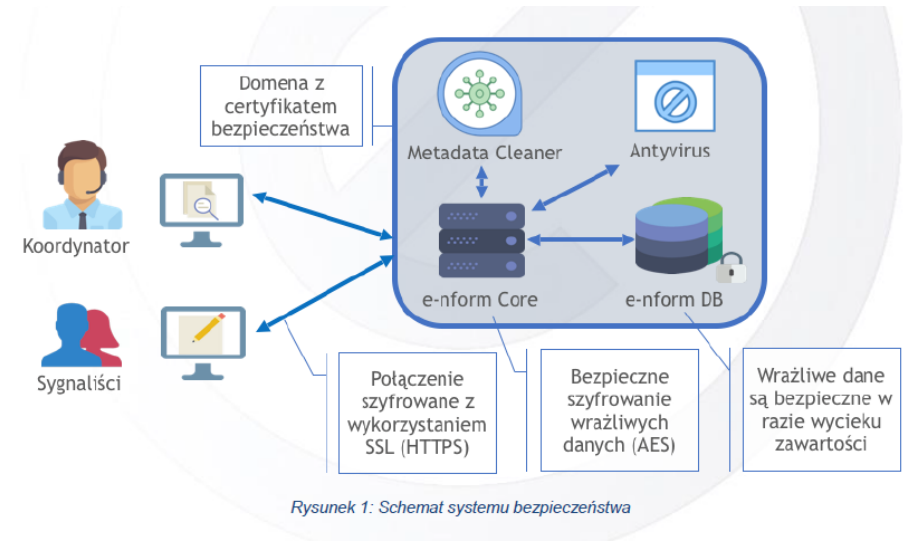 Domena z
certyfikatem
bezpieczeństwa
Metadata Cleaner
Antyvirus
Koordynator
e-nform Core
e-nform DB
Sygnaliści
Połączenie
szyfrowane z
wykorzystaniem
SSL (HTTPS)
Bezpieczne
szyfrowanie
wrażliwych
danych (AES)
Wrażliwe dane
są bezpieczne w
razie wycieku
zawartości
Rysunek 1: Schemat systemu bezpieczeństwa